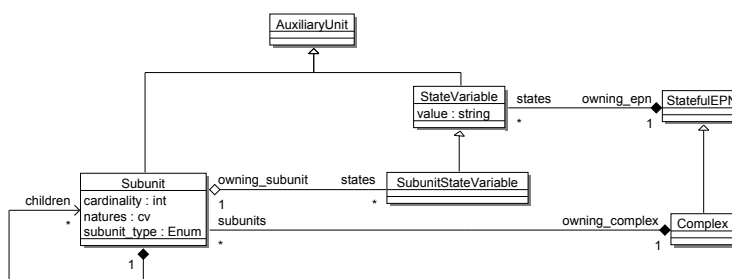 AuxiliaryUnit
StateVariable
value : string
states
owning_epn
*
1
StatefulEPN
Subunit
cardinality : int
natures : cv
subunit_type : Enum
owning_subunit
states
1
*
SubunitStateVariable
children
*
subunits
owning_complex
*
1
Complex
1